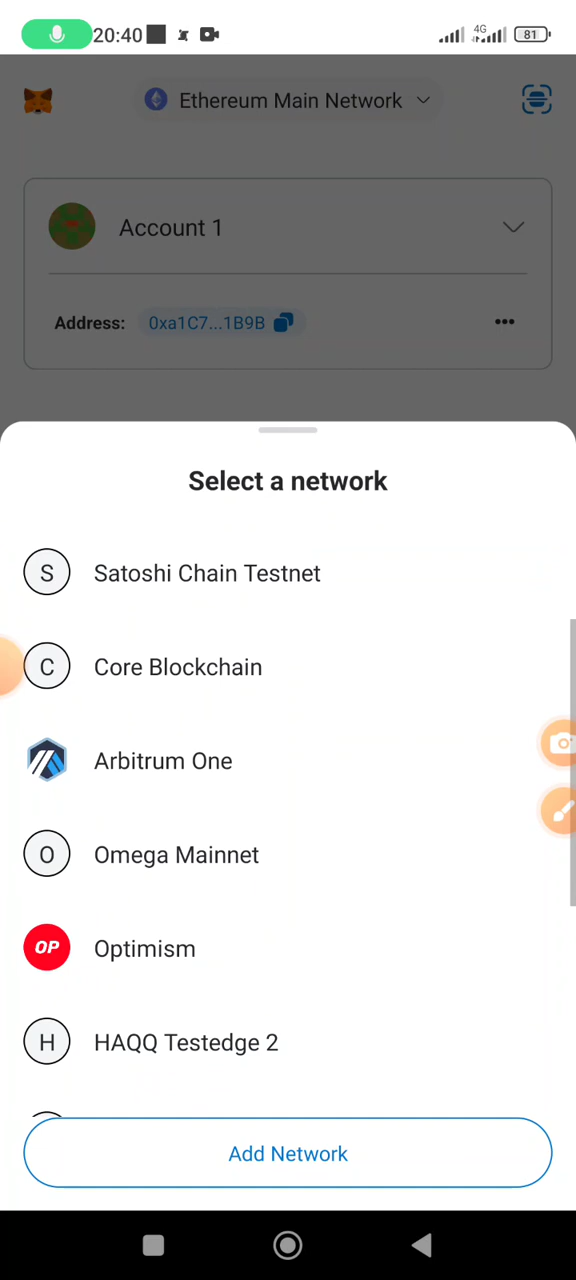 20:40
4G
81
Ethereum Main Network
Account 1
Address: 0xa1C7...1B9B
Select a network
S Satoshi Chain Testnet
C Core Blockchain
Arbitrum One
O Omega Mainnet
OP Optimism
H HAQQ Testedge 2
Add Network